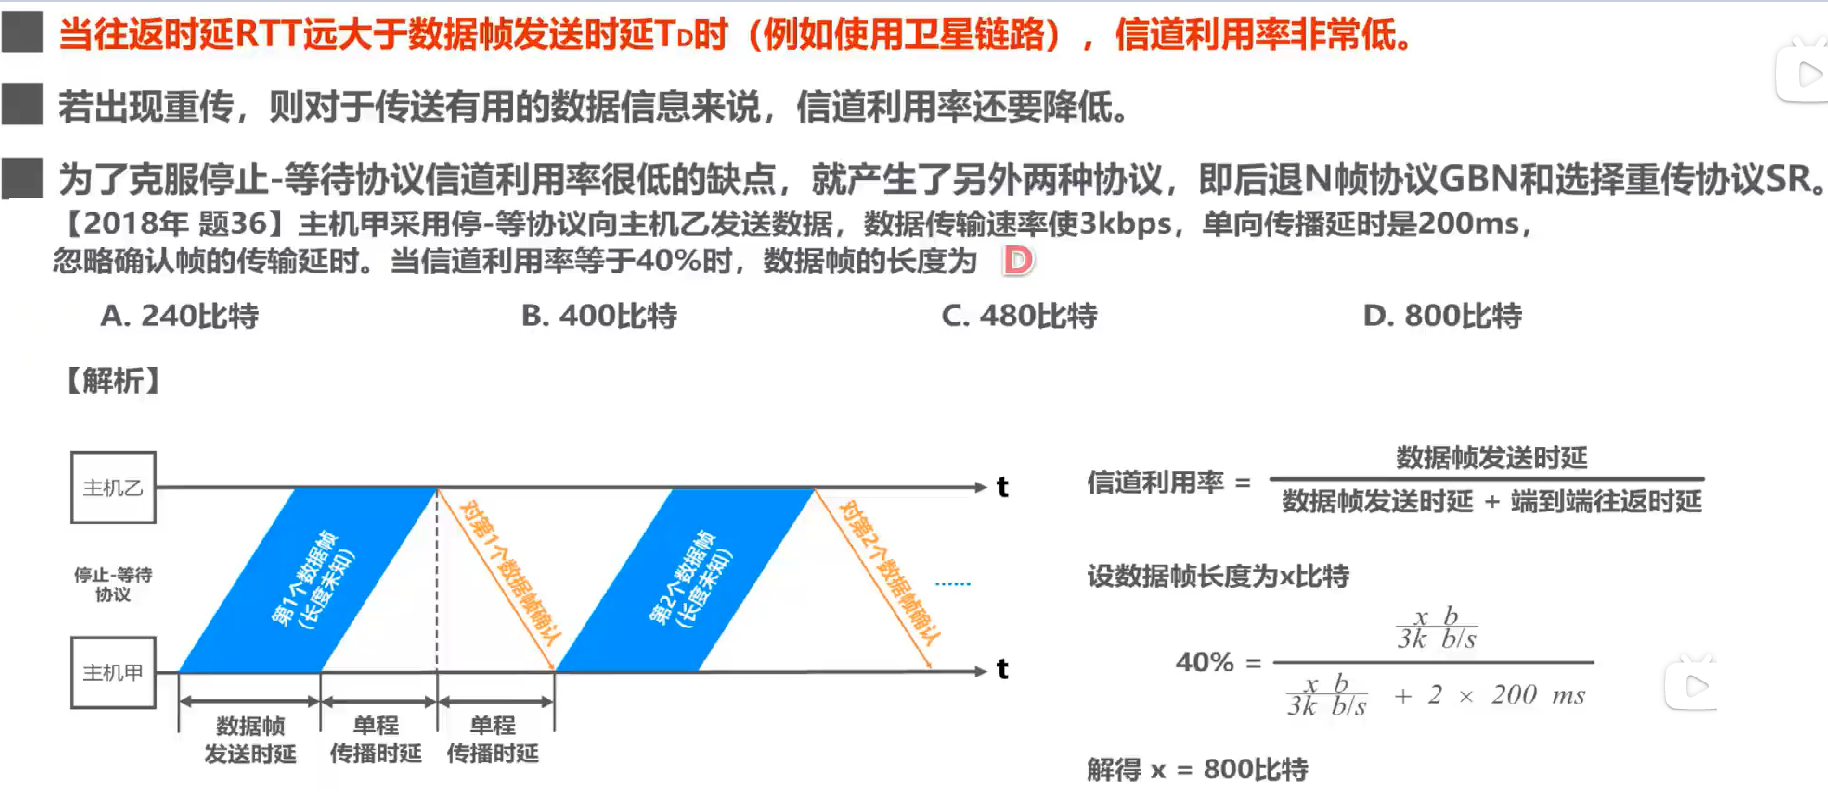 当往返时延RTT远大于数据帧发送时延TD时（例如使用卫星链路），信道利用率非常低。
若出现重传，则对于传送有用的数据信息来说，信道利用率还要降低。
为了克服停止-等待协议信道利用率很低的缺点，就产生了另外两种协议，即后退N帧协议GBN和选择重传协议SR。
【2018年 题36】主机甲采用停-等协议向主机乙发送数据，数据传输速率使3kbps，单向传播延时是200ms，
忽略确认帧的传输延时。当信道利用率等于40%时，数据帧的长度为 D
A. 240比特 B. 400比特 C. 480比特 D. 800比特
【解析】
主机乙
t
停止-等待
协议
主机甲
t
第1个数据帧
（长度未知）
对第1个数据帧确认
第2个数据帧
（长度未知）
对第2个数据帧确认
......
数据帧
发送时延
单程
传播时延
单程
传播时延
信道利用率 =
数据帧发送时延
数据帧发送时延 + 端到端往返时延
设数据帧长度为x比特
40% =
x b
3k b/s
x b
3k b/s
+ 2 × 200 ms
解得 x = 800比特